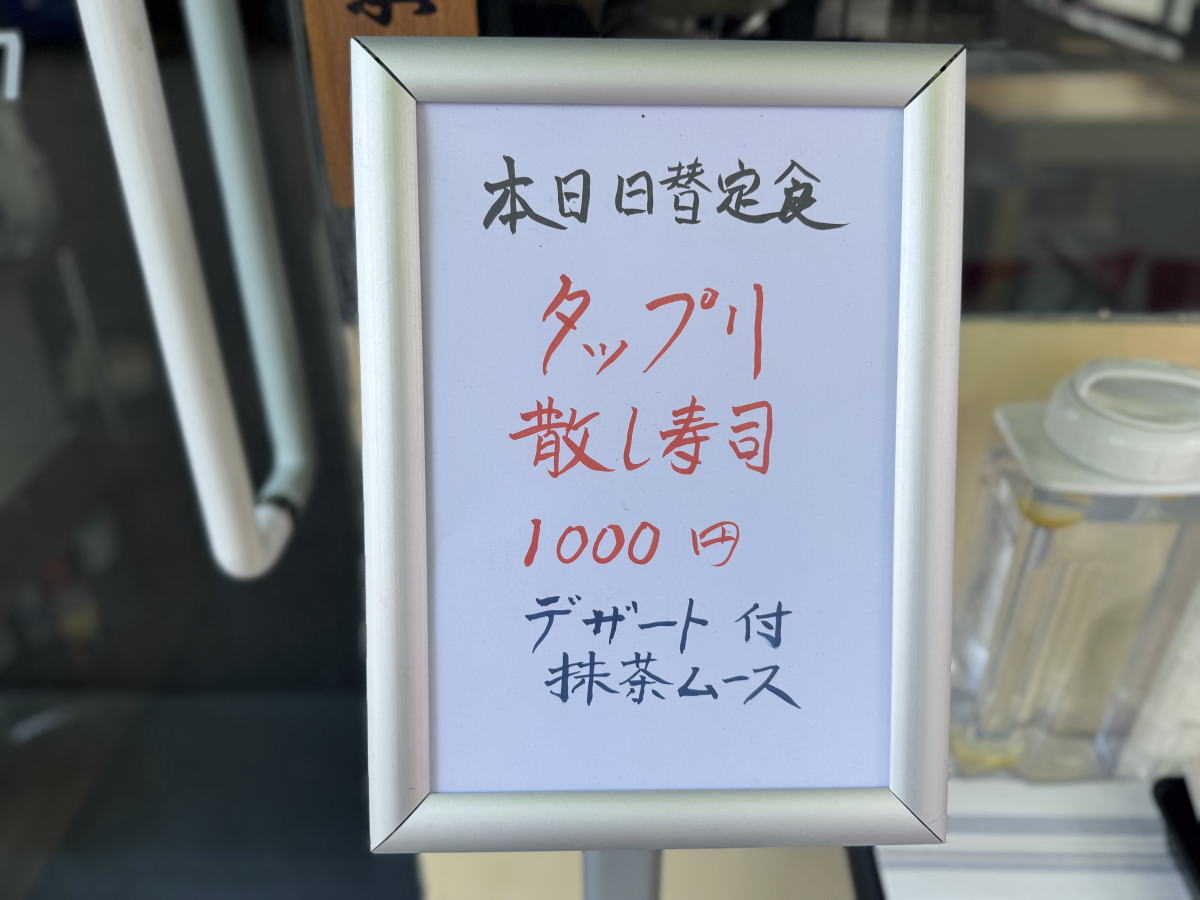 本日日替定食
タップリ
散し寿司
1000円
デザート付
抹茶ムース